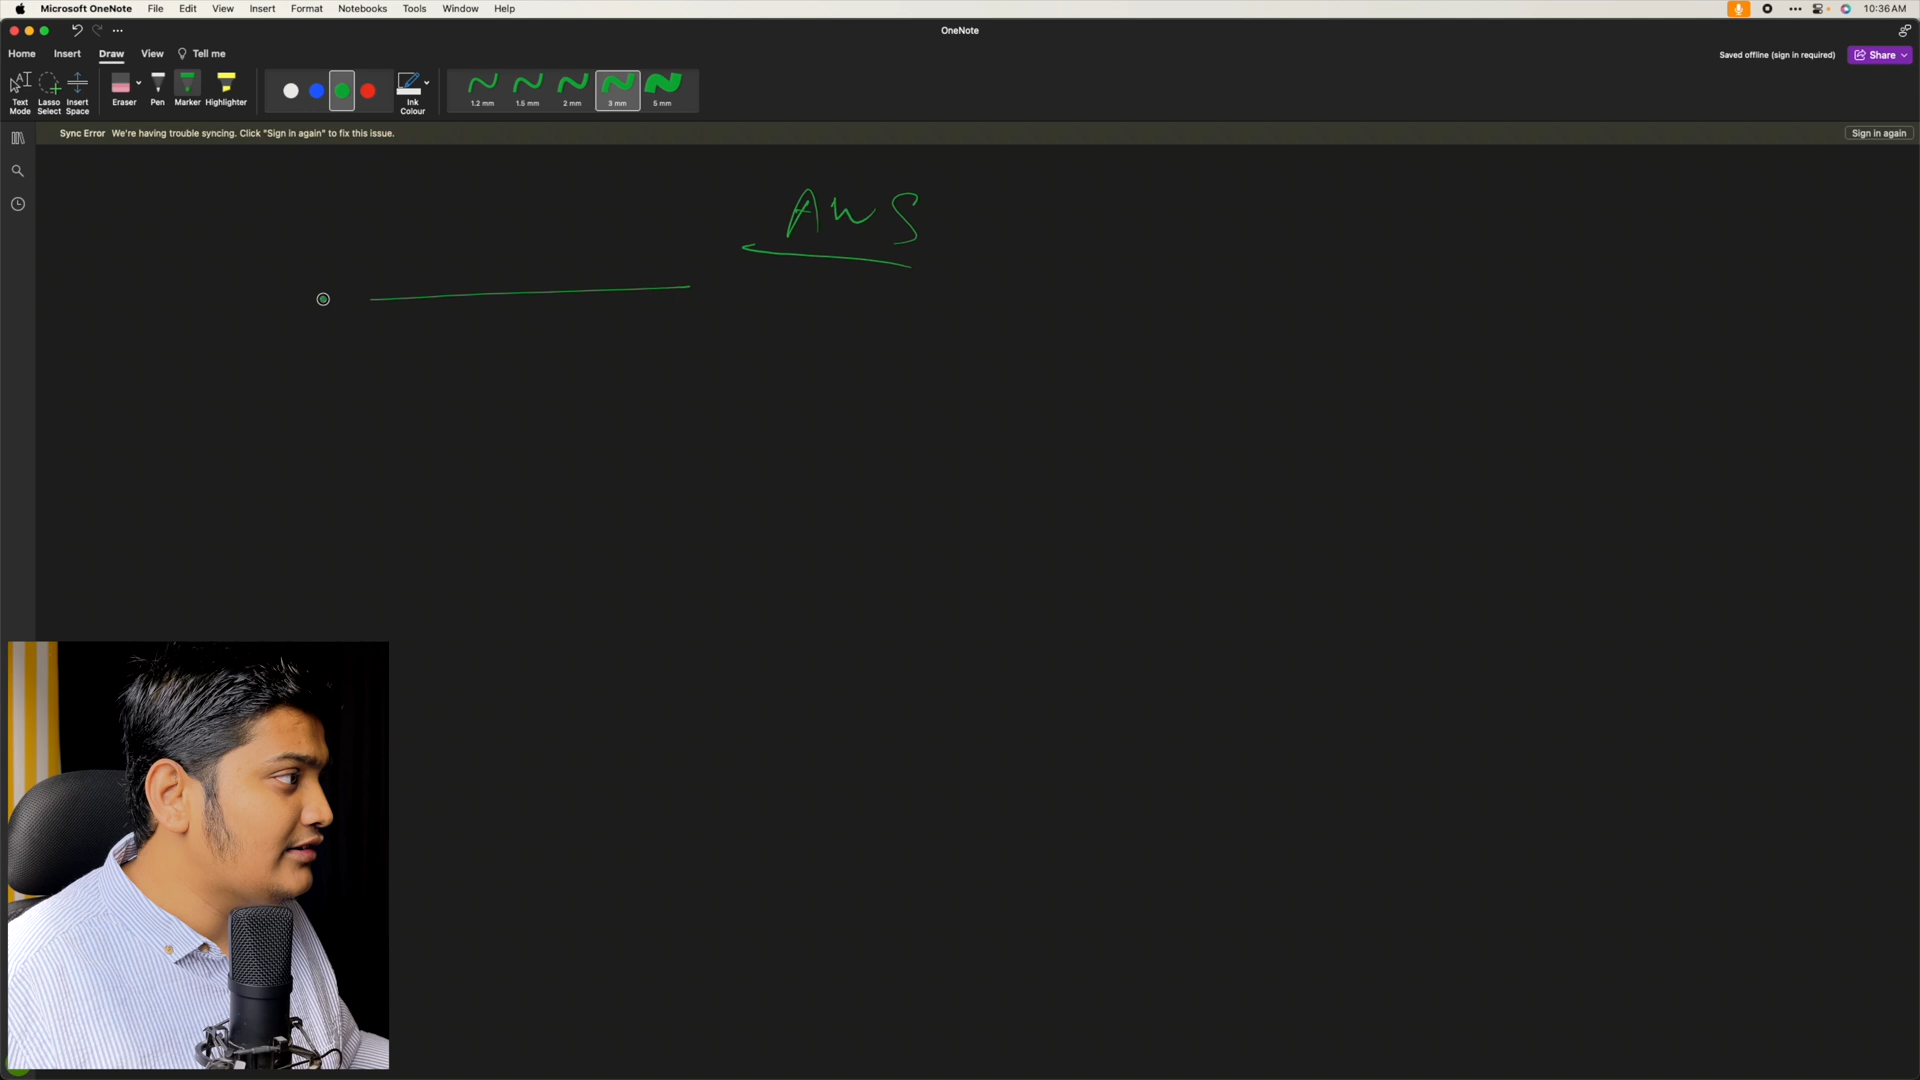 Microsoft OneNote File Edit View Insert Format Notebooks Tools Window Help 10:36 AM
OneNote
Home Insert Draw View Tell me
Saved offline (sign in required) Share
Text Mode
Lasso Select
Insert Space
Eraser
Pen
Marker
Highlighter
Ink Colour
1.2 mm 1.5 mm 2 mm 3 mm 5 mm
Sync Error We're having trouble syncing. Click "Sign in again" to fix this issue. Sign in again
AWS